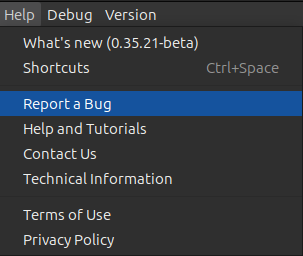 Help Debug Version
What's new (0.35.21-beta)
Shortcuts Ctrl+Space
Report a Bug
Help and Tutorials
Contact Us
Technical Information
Terms of Use
Privacy Policy